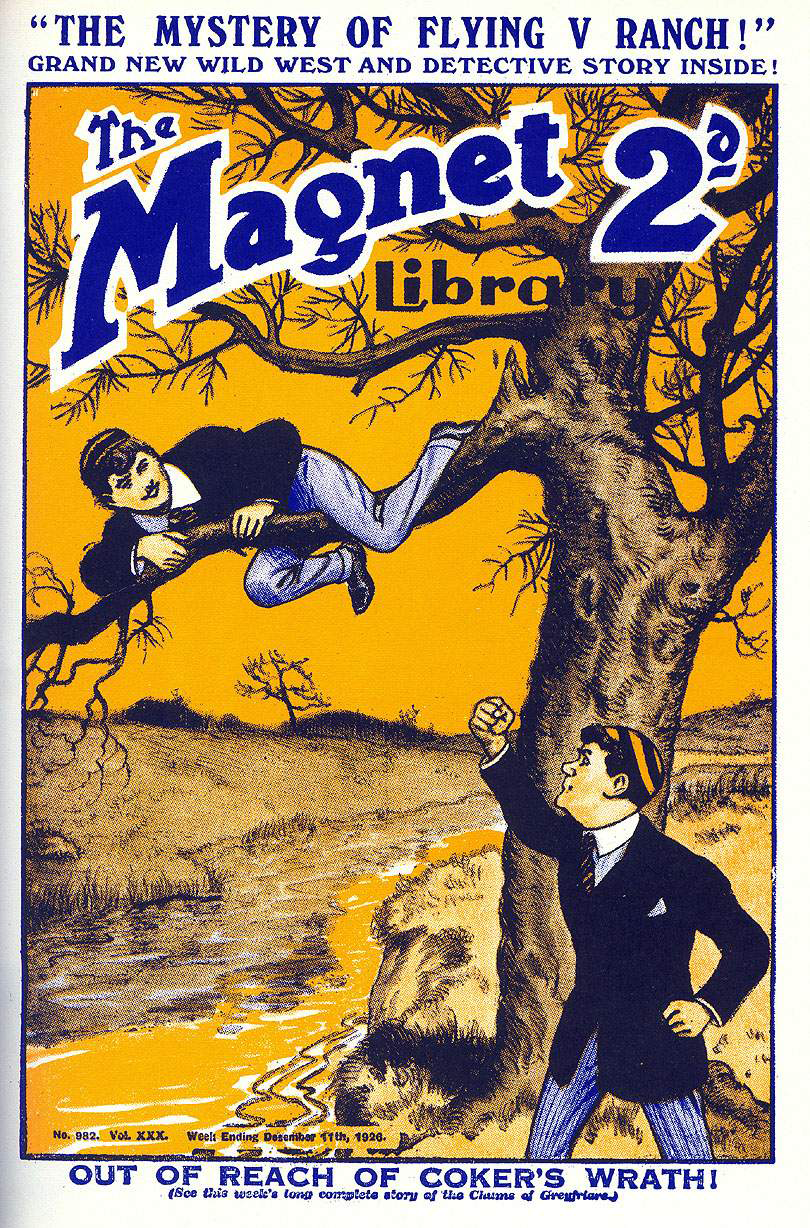 "THE MYSTERY OF FLYING V RANCH!"
GRAND NEW WILD WEST AND DETECTIVE STORY INSIDE!
The
Magnet 2d
Library
No. 982. Vol. XXX. Week Ending December 11th, 1926.
OUT OF REACH OF COKER'S WRATH!
(See this week's long complete story of the Chums of Greyfriars.)